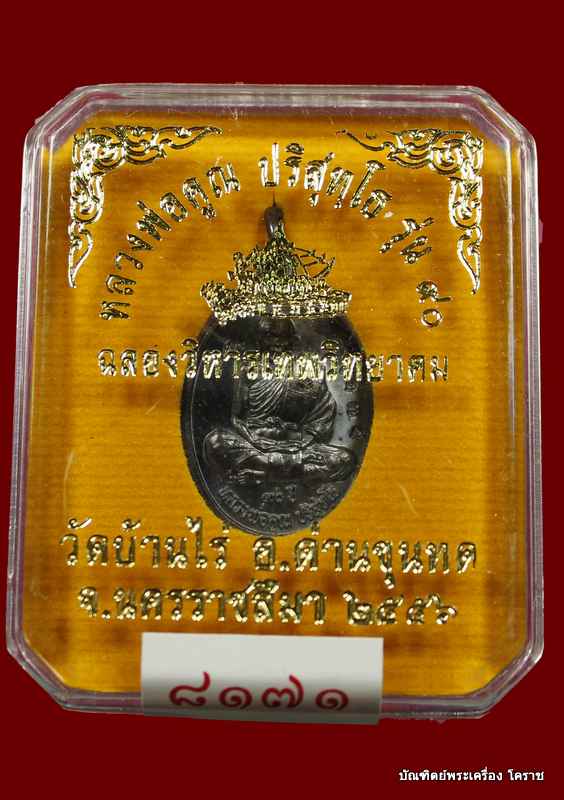 หลวงพ่อคูณ ปริสุทฺโธ รุ่น ๙๐
ฉลองวิหารเทพวิทยาคม
๙๐ ปี
วัดบ้านไร่ อ.ด่านขุนทด
จ.นครราชสีมา ๒๕๕๖
๘๑๗๑
บัณฑิตย์พระเครื่อง โคราช